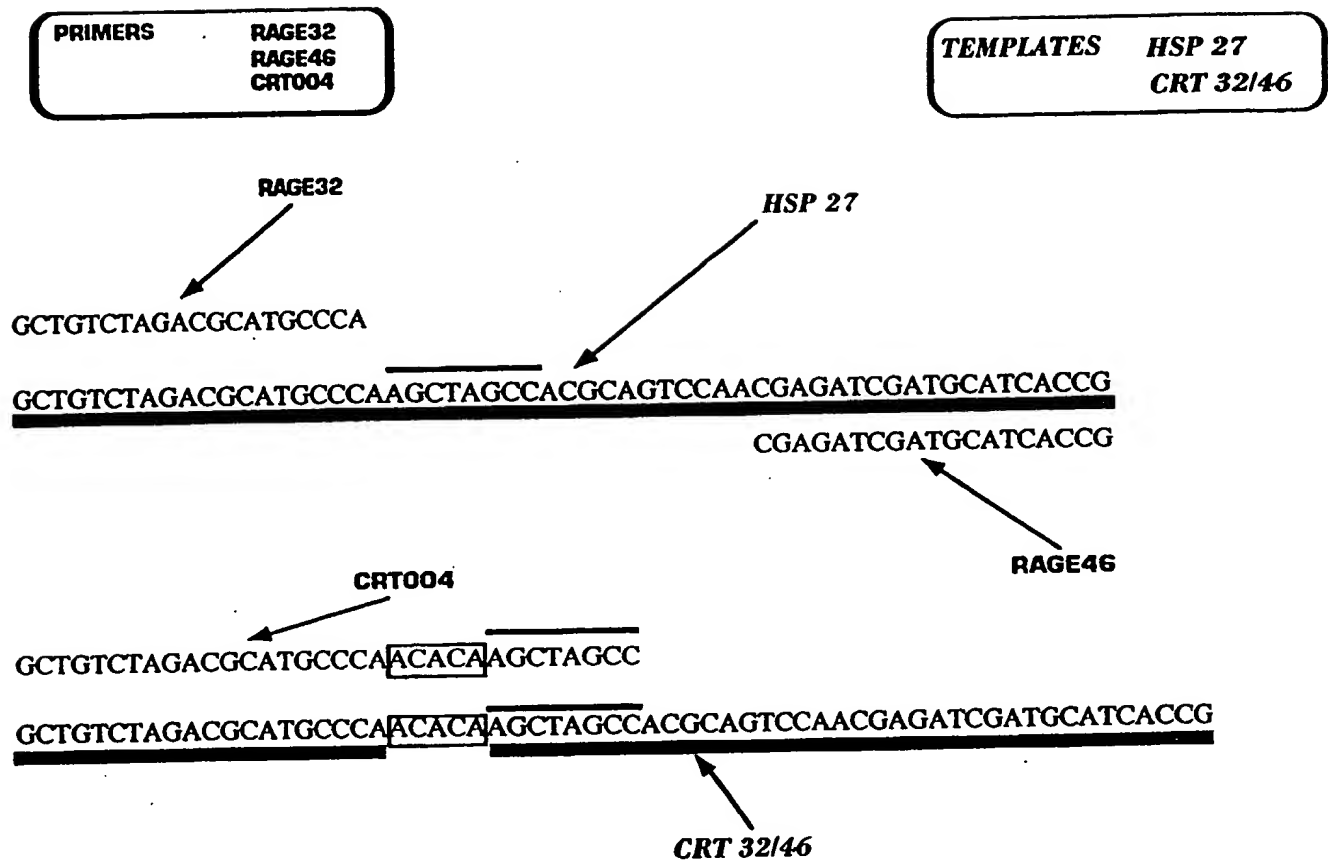 PRIMERS RAGE32
RAGE46
CRT004
TEMPLATES HSP 27
CRT 32/46
RAGE32
HSP 27
GCTGTCTAGACGCATGCCCA
GCTGTCTAGACGCATGCCCAAGCTAGCCACGCAGTCCAACGAGATCGATGCATCACCG
CGAGATCGATGCATCACCG
RAGE46
CRT004
GCTGTCTAGACGCATGCCCAACACAAGCTAGCC
GCTGTCTAGACGCATGCCCAACACAAGCTAGCCACGCAGTCCAACGAGATCGATGCATCACCG
CRT 32/46